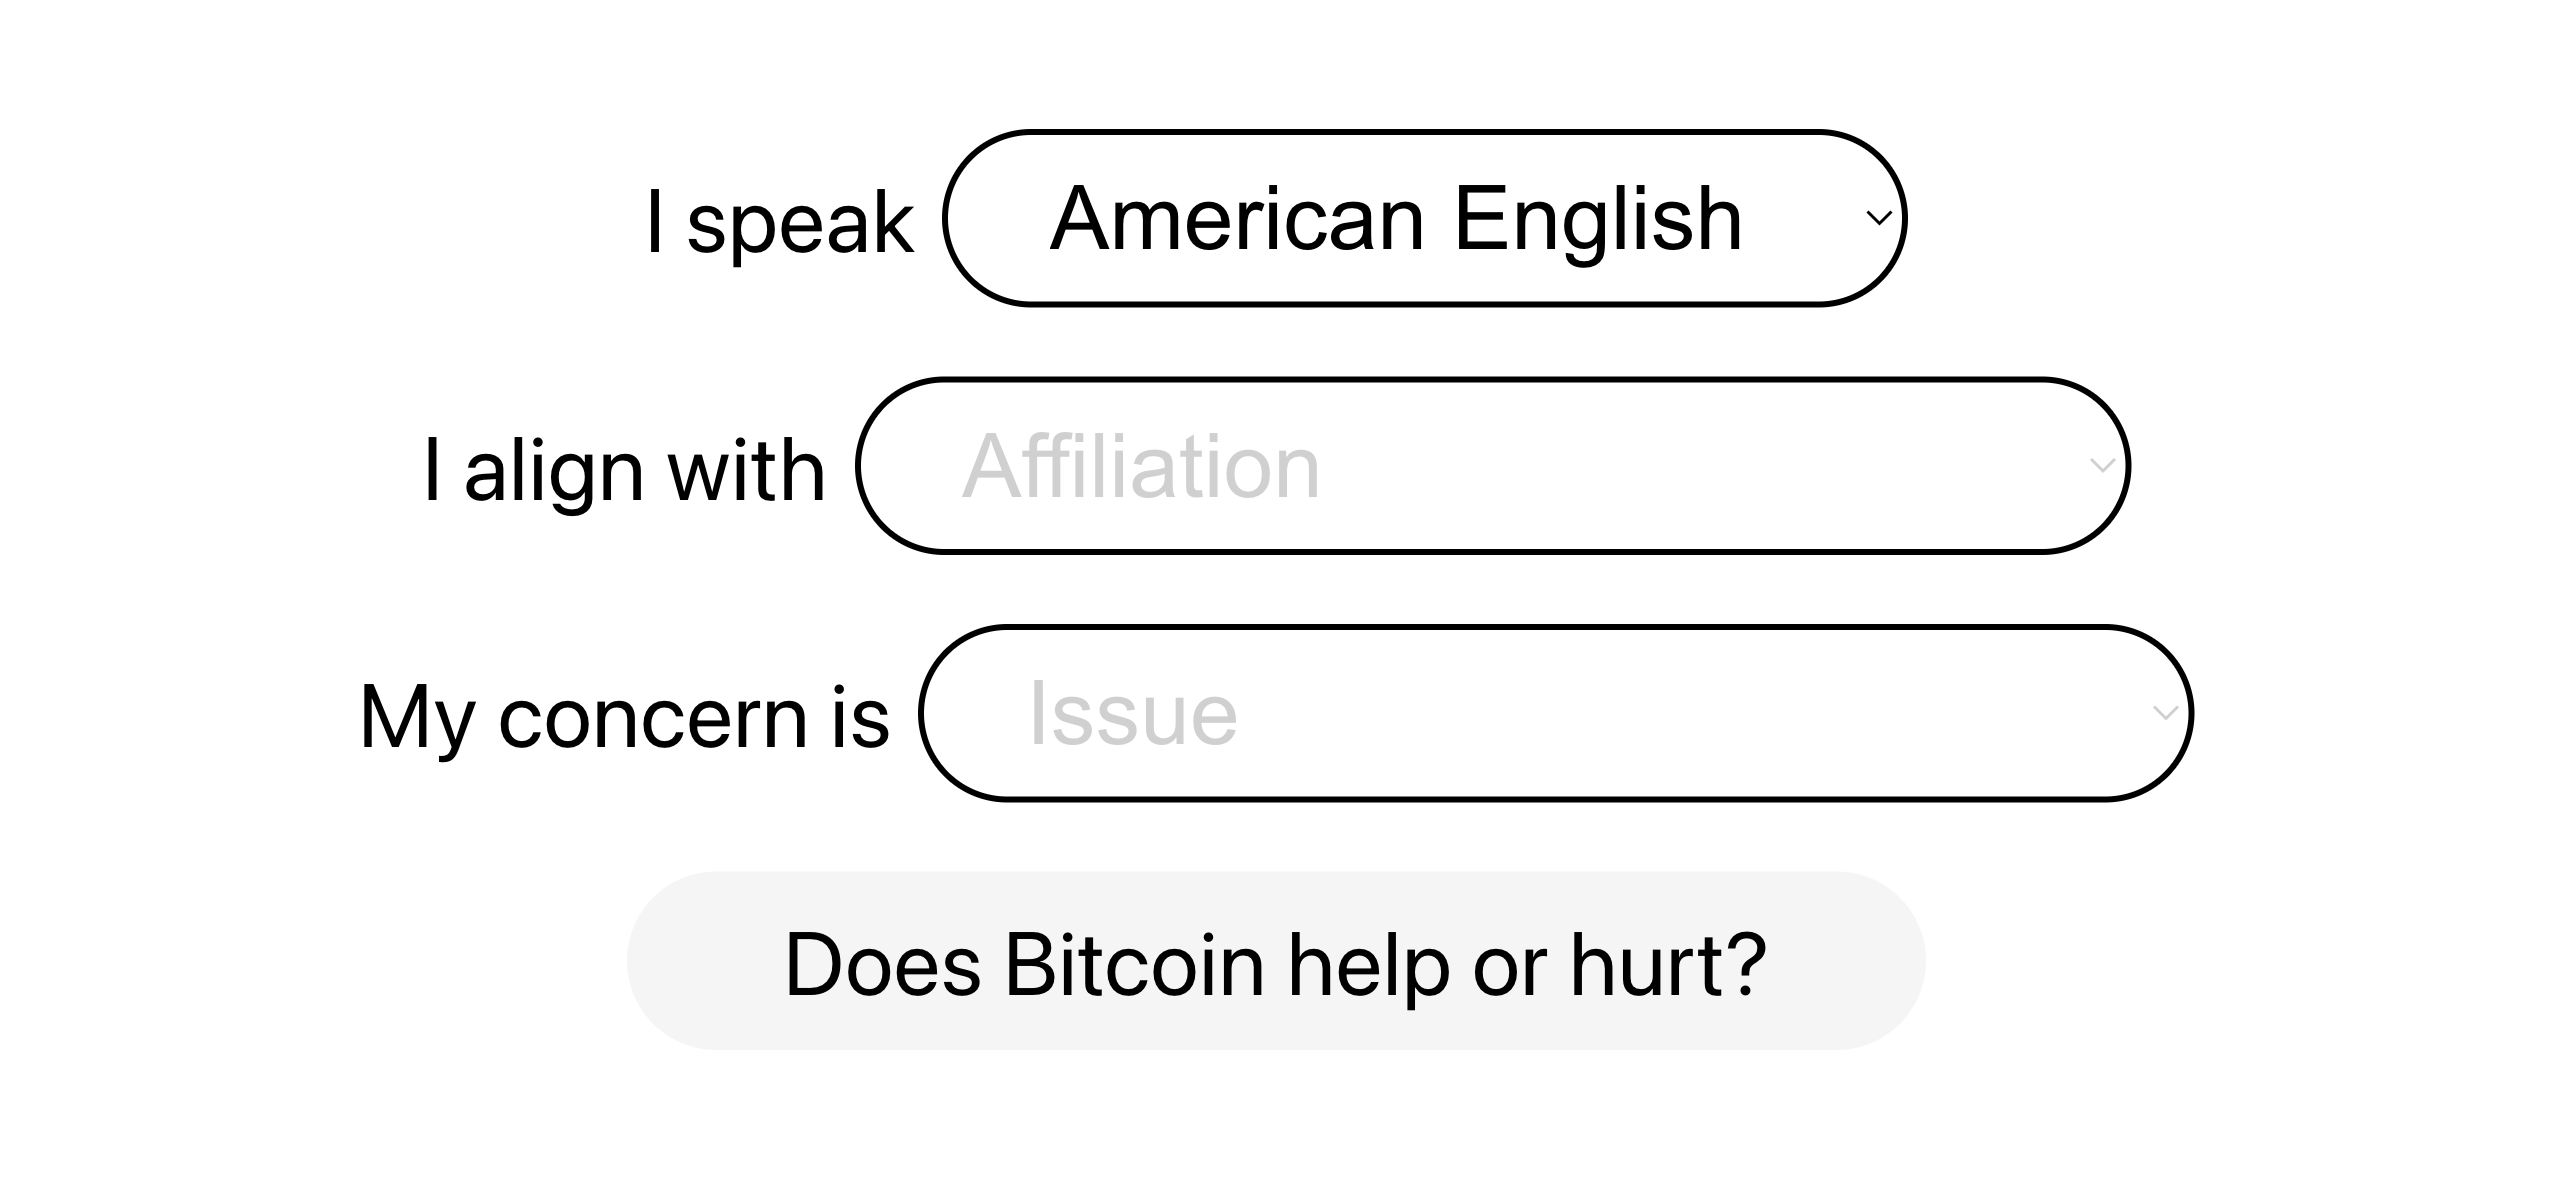 I speak American English
I align with Affiliation
My concern is Issue
Does Bitcoin help or hurt?